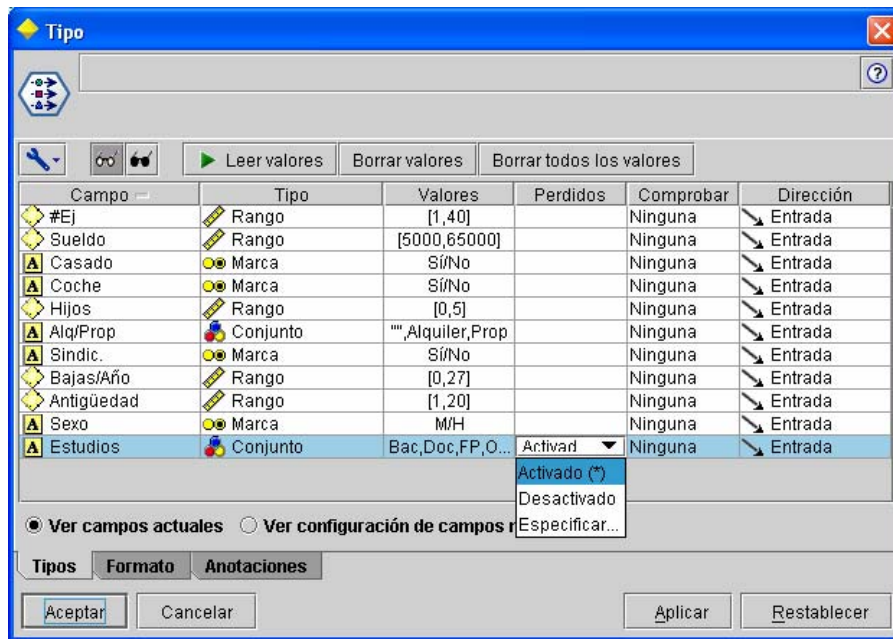 Tipo
Leer valores Borrar valores Borrar todos los valores
Campo Tipo Valores Perdidos Comprobar Dirección
#Ej Rango [1,40] Ninguna Entrada
Sueldo Rango [5000,65000] Ninguna Entrada
A Casado Marca Sí/No Ninguna Entrada
A Coche Marca Sí/No Ninguna Entrada
Hijos Rango [0,5] Ninguna Entrada
A Alq/Prop Conjunto "",Alquiler,Prop Ninguna Entrada
A Sindic. Marca Sí/No Ninguna Entrada
Bajas/Año Rango [0,27] Ninguna Entrada
Antigüedad Rango [1,20] Ninguna Entrada
A Sexo Marca M/H Ninguna Entrada
A Estudios Conjunto Bac,Doc,FP,O... Activad Ninguna Entrada
Activado (*)
Desactivado
Especificar...
Ver campos actuales Ver configuración de campos
Tipos Formato Anotaciones
Aceptar Cancelar Aplicar Restablecer